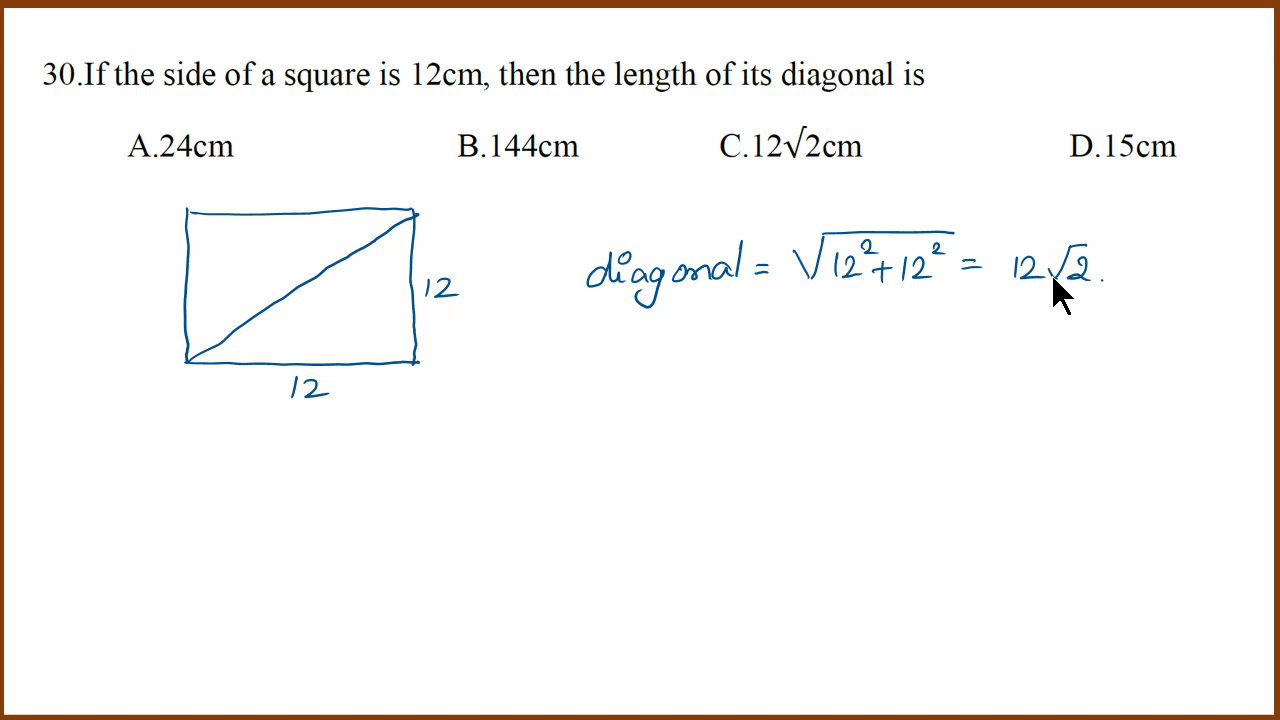 30.If the side of a square is 12cm, then the length of its diagonal is
A.24cm B.144cm C.12√2cm D.15cm
diagonal = √12²+12² = 12√2.
12
12